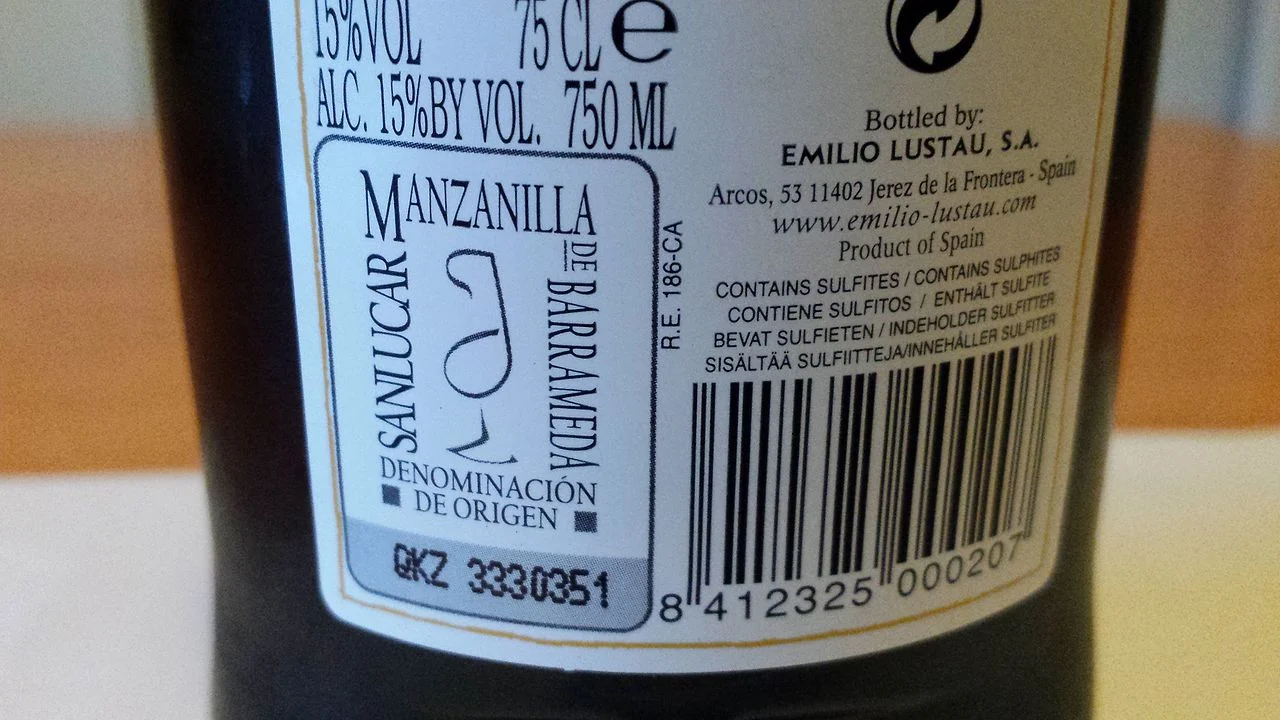 15%VOL 75 CL e
ALC. 15%BY VOL. 750 ML
MANZANILLA
SANLUCAR
DE BARRAMEDA
DENOMINACIÓN
DE ORIGEN
QKZ 3330351
R.E. 186-CA
Bottled by:
EMILIO LUSTAU, S.A.
Arcos, 53 11402 Jerez de la Frontera - Spain
www.emilio-lustau.com
Product of Spain
CONTAINS SULFITES / CONTAINS SULPHITES
CONTIENE SULFITOS / ENTHÄLT SULFITE
BEVAT SULFIETEN / INDEHOLDER SULFITTER
SISÄLTÄÄ SULFIITTEJA/INNEHÅLLER SULFITER
8 412325 000207